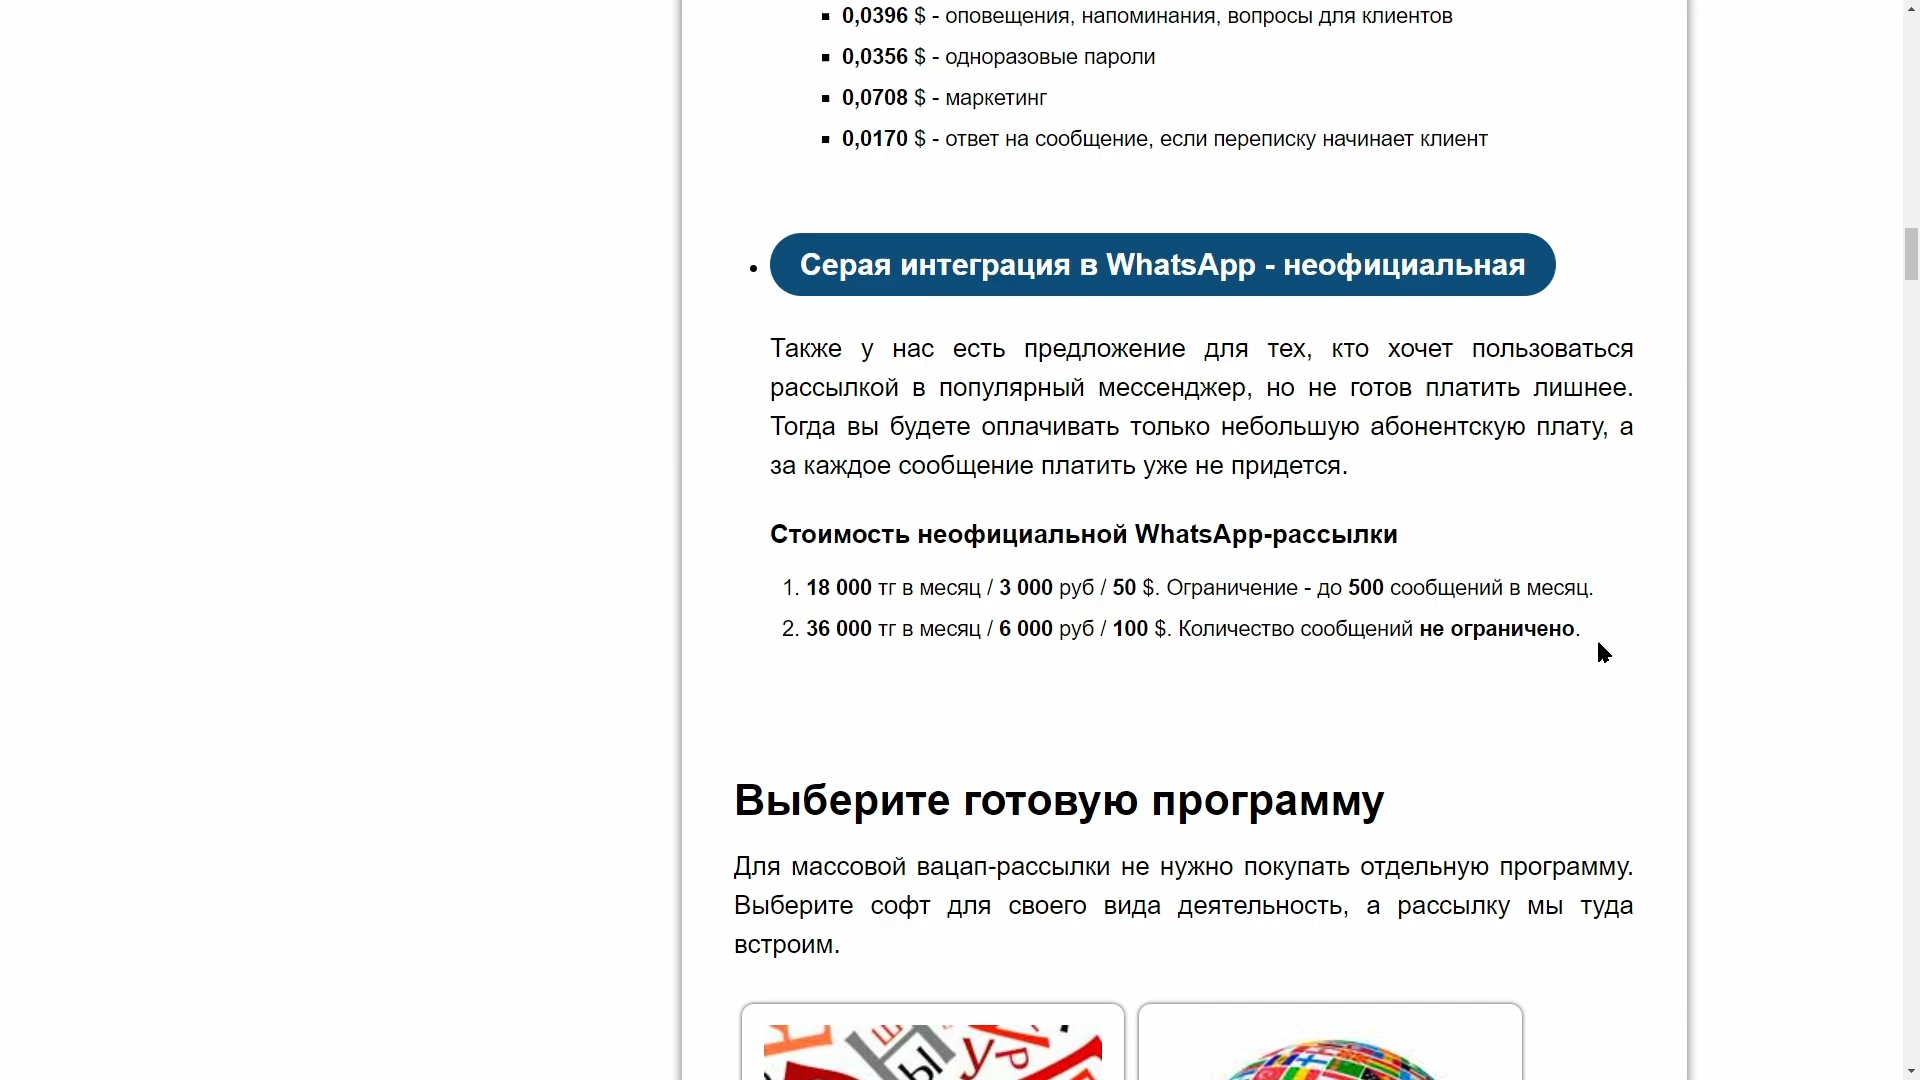 0,0396 $ - оповещения, напоминания, вопросы для клиентов
0,0356 $ - одноразовые пароли
0,0708 $ - маркетинг
0,0170 $ - ответ на сообщение, если переписку начинает клиент
Серая интеграция в WhatsApp - неофициальная
Также у нас есть предложение для тех, кто хочет пользоваться
рассылкой в популярный мессенджер, но не готов платить лишнее.
Тогда вы будете оплачивать только небольшую абонентскую плату, а
за каждое сообщение платить уже не придется.
Стоимость неофициальной WhatsApp-рассылки
1. 18 000 тг в месяц / 3 000 руб / 50 $. Ограничение - до 500 сообщений в месяц.
2. 36 000 тг в месяц / 6 000 руб / 100 $. Количество сообщений не ограничено.
Выберите готовую программу
Для массовой вацап-рассылки не нужно покупать отдельную программу.
Выберите софт для своего вида деятельность, а рассылку мы туда
встроим.